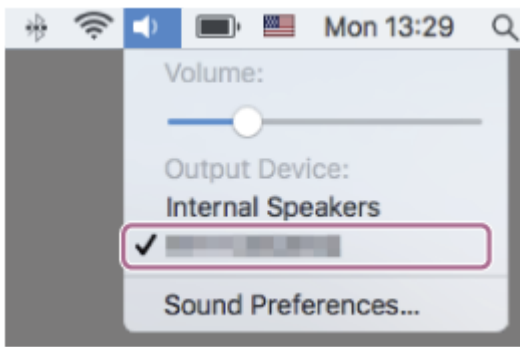 Mon 13:29
Volume:
Output Device:
Internal Speakers
Sound Preferences...